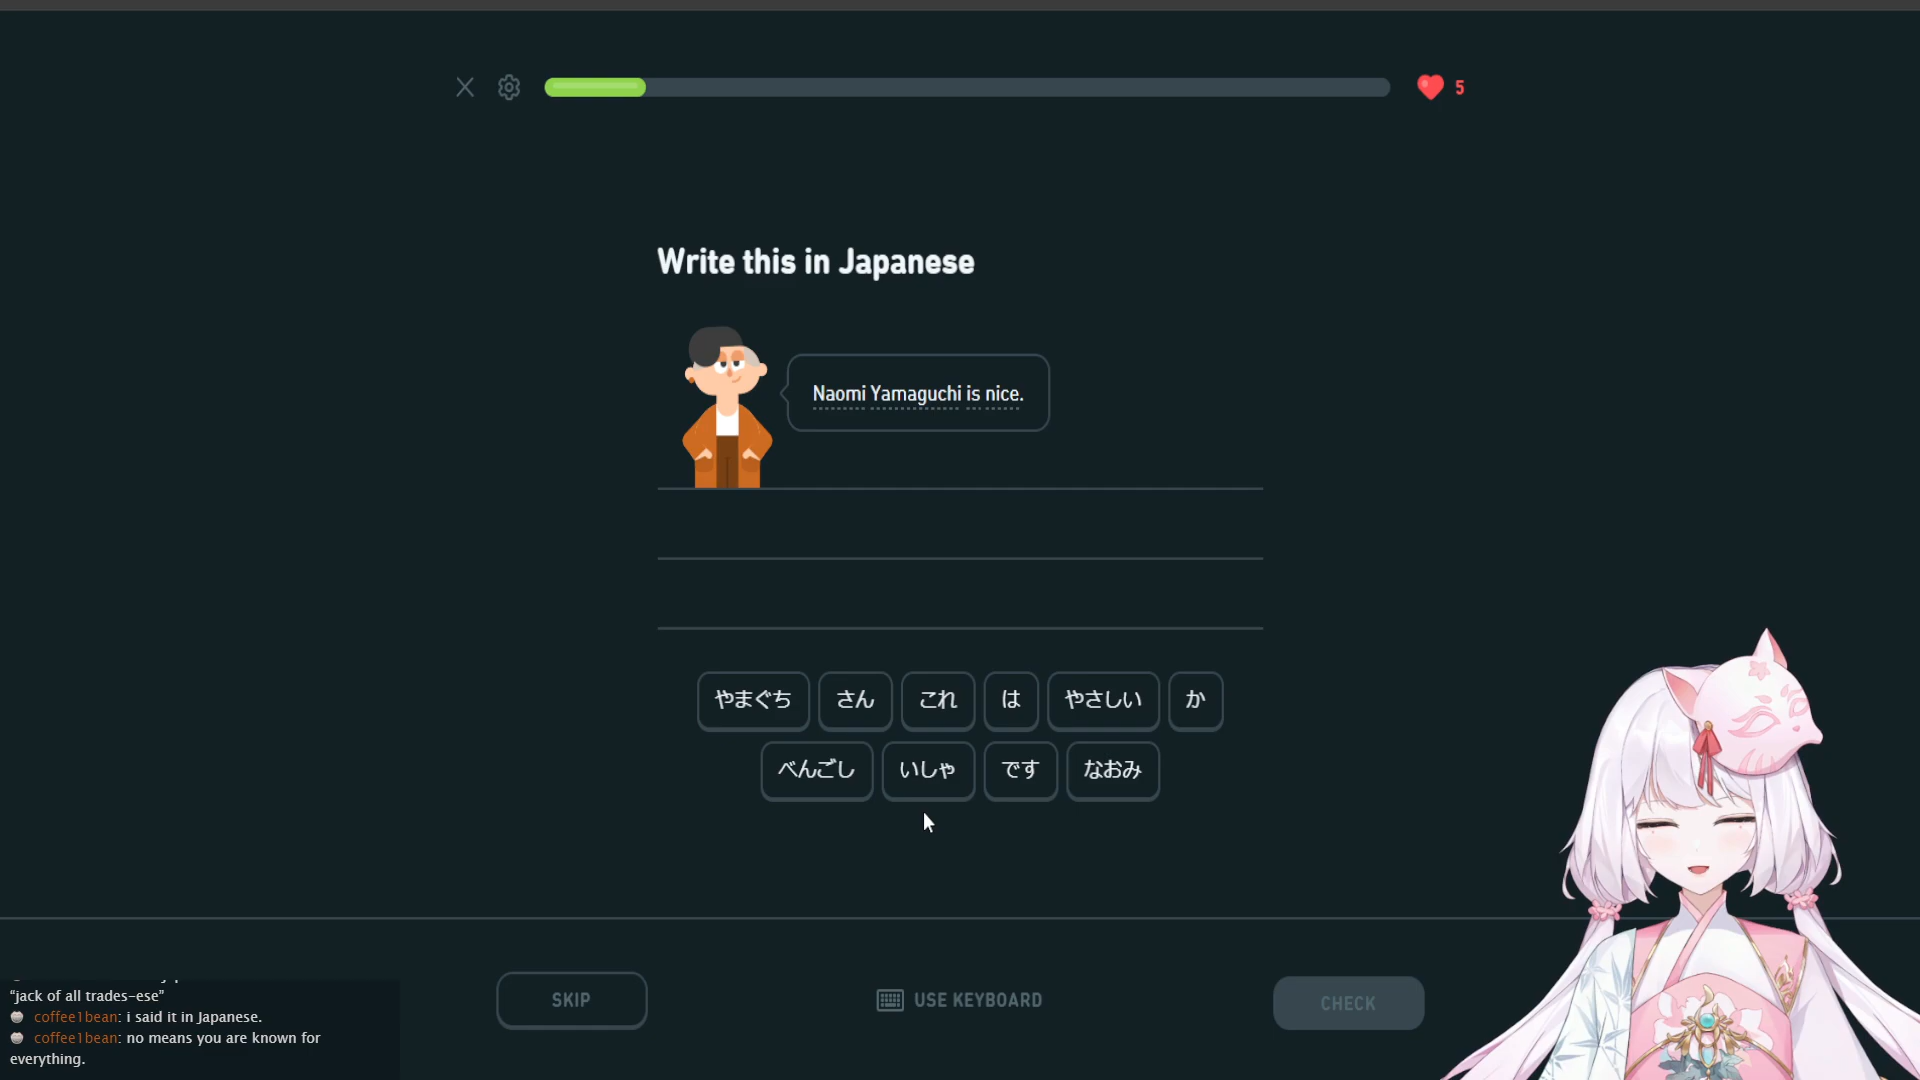 5
Write this in Japanese
Naomi Yamaguchi is nice.
やまぐち さん これ は やさしい か
べんごし いしゃ です なおみ
SKIP
USE KEYBOARD
CHECK
“jack of all trades-ese”
coffee1bean: i said it in Japanese.
coffee1bean: no means you are known for
everything.